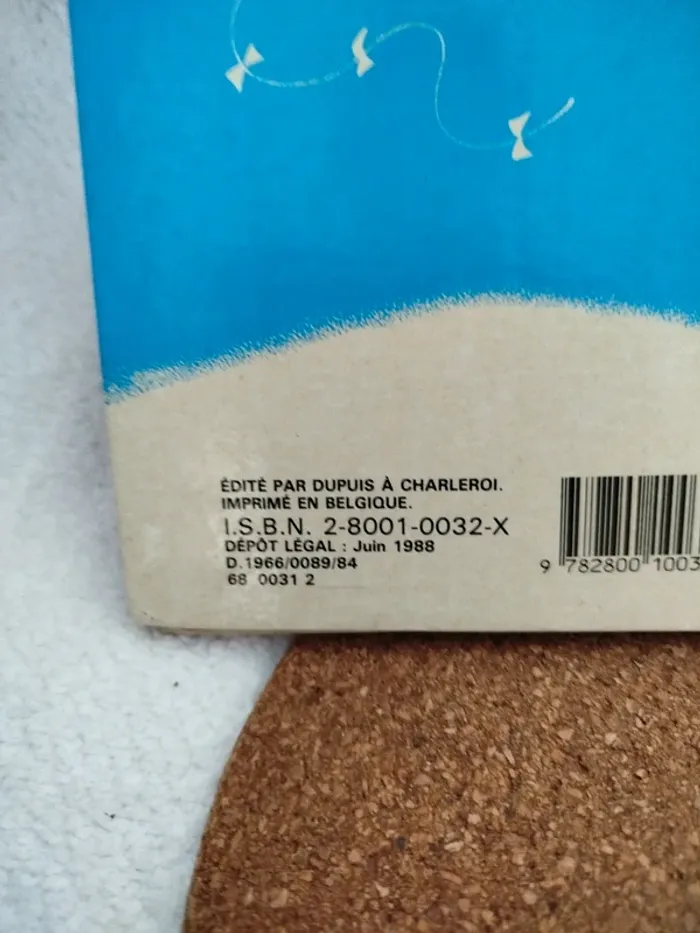 ÉDITÉ PAR DUPUIS À CHARLEROI.
IMPRIMÉ EN BELGIQUE.
I.S.B.N. 2-8001-0032-X
DÉPÔT LÉGAL : Juin 1988
D.1966/0089/84
68 0031 2
9 782800 1003